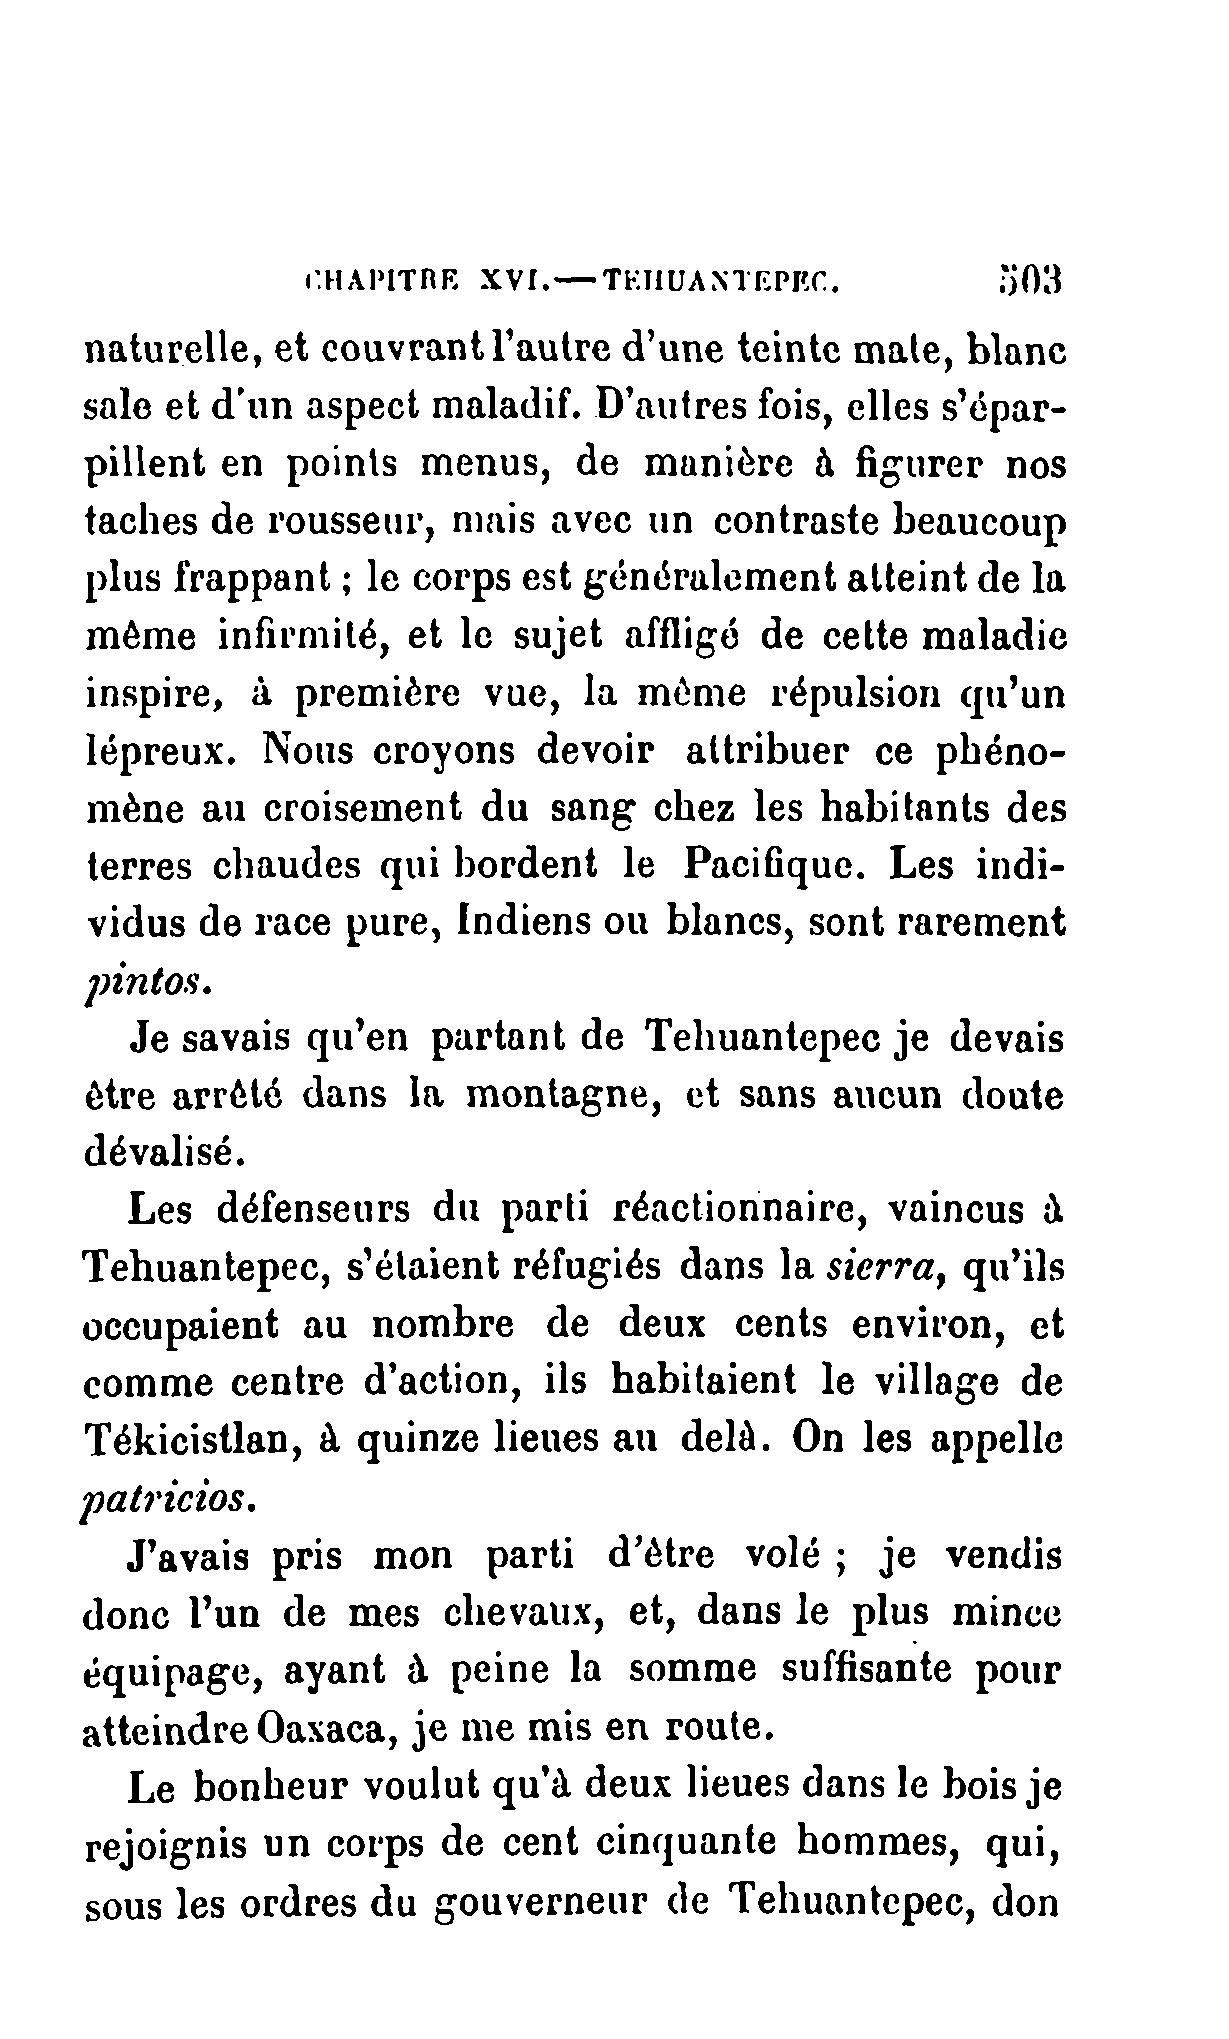 CHAPITRE XVI.—TEHUANTEPEC. 503
naturelle, et couvrant l'autre d'une teinte mate, blanc
sale et d'un aspect maladif. D'autres fois, elles s'épar-
pillent en points menus, de manière à figurer nos
taches de rousseur, mais avec un contraste beaucoup
plus frappant ; le corps est généralement atteint de la
même infirmité, et le sujet affligé de cette maladie
inspire, à première vue, la même répulsion qu'un
lépreux. Nous croyons devoir attribuer ce phéno-
mène au croisement du sang chez les habitants des
terres chaudes qui bordent le Pacifique. Les indi-
vidus de race pure, Indiens ou blancs, sont rarement
pintos.
Je savais qu'en partant de Tehuantepec je devais
être arrêté dans la montagne, et sans aucun doute
dévalisé.
Les défenseurs du parti réactionnaire, vaincus à
Tehuantepec, s'étaient réfugiés dans la sierra, qu'ils
occupaient au nombre de deux cents environ, et
comme centre d'action, ils habitaient le village de
Tékicistlan, à quinze lieues au delà. On les appelle
patricios.
J'avais pris mon parti d'être volé ; je vendis
donc l'un de mes chevaux, et, dans le plus mince
équipage, ayant à peine la somme suffisante pour
atteindre Oaxaca, je me mis en route.
Le bonheur voulut qu'à deux lieues dans le bois je
rejoignis un corps de cent cinquante hommes, qui,
sous les ordres du gouverneur de Tehuantepec, don